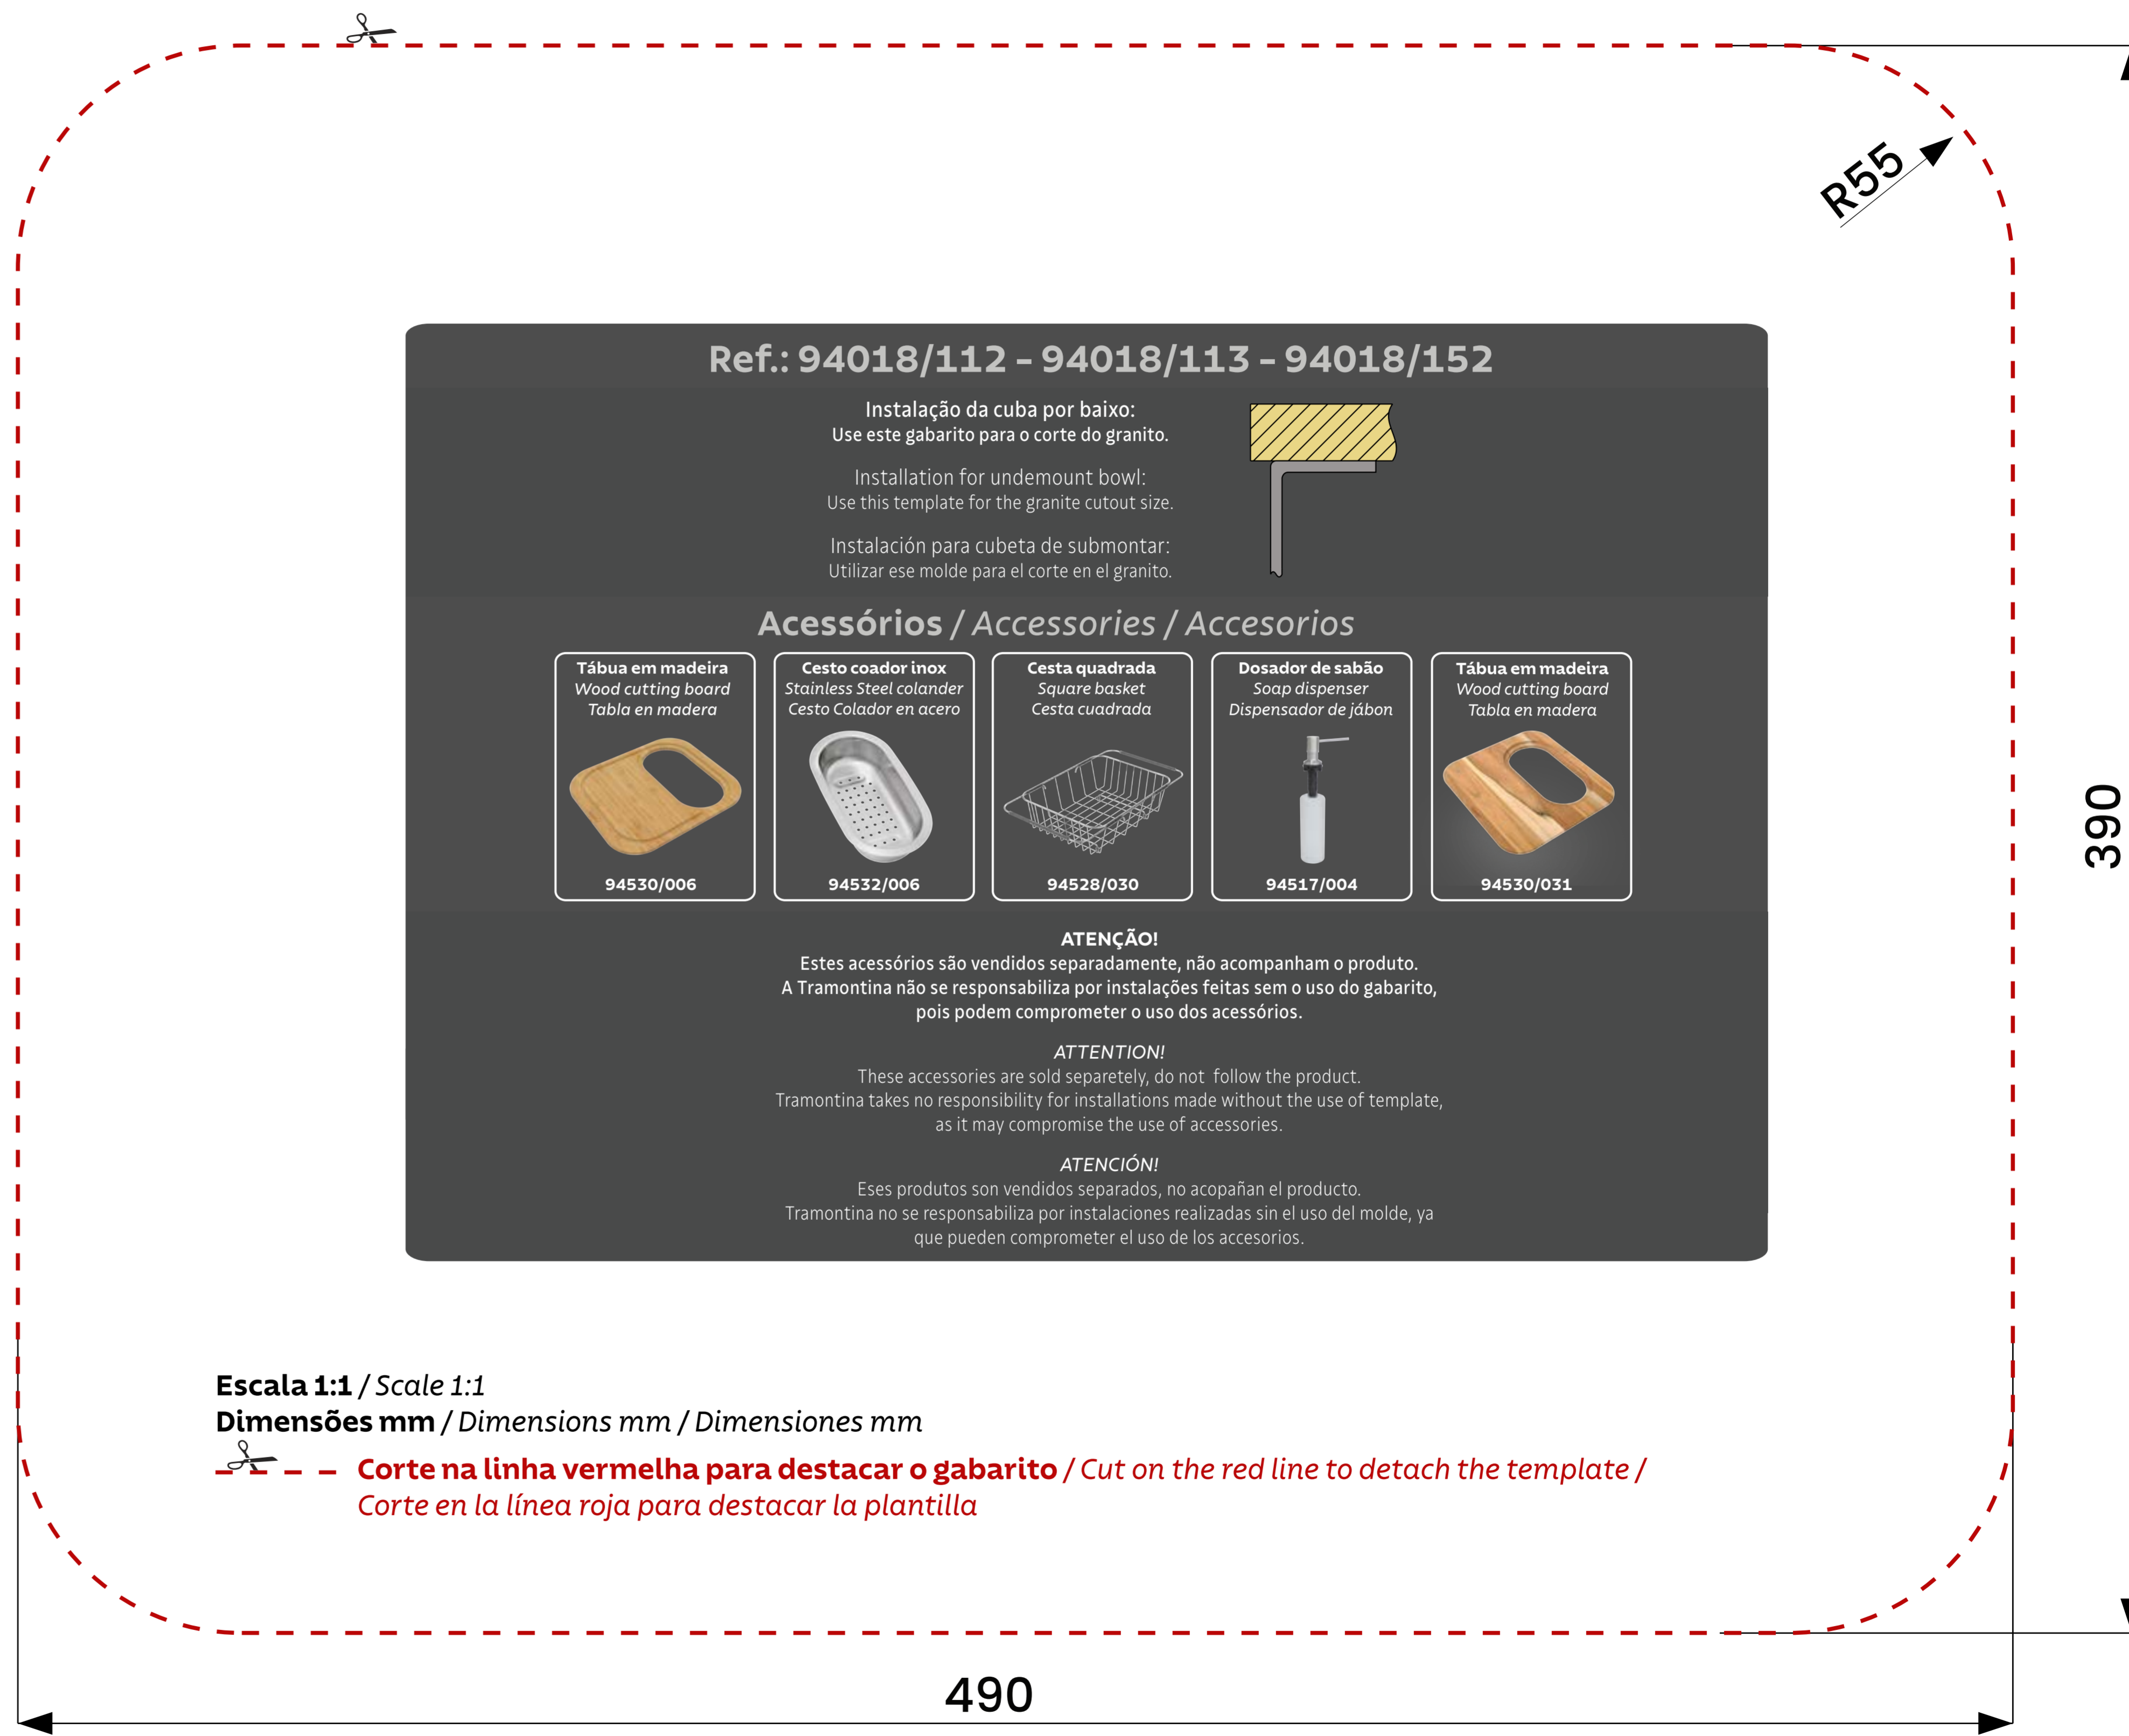 R55
Ref.: 94018/112 – 94018/113 – 94018/152
Instalação da cuba por baixo:
Use este gabarito para o corte do granito.
Installation for undemount bowl:
Use this template for the granite cutout size.
Instalación para cubeta de submontar:
Utilizar ese molde para el corte en el granito.
Acessórios / Accessories / Accesorios
Tábua em madeira
Wood cutting board
Tabla en madera
94530/006
Cesto coador inox
Stainless Steel colander
Cesto Colador en acero
94532/006
Cesta quadrada
Square basket
Cesta cuadrada
94528/030
Dosador de sabão
Soap dispenser
Dispensador de jábon
94517/004
Tábua em madeira
Wood cutting board
Tabla en madera
94530/031
390
ATENÇÃO!
Estes acessórios são vendidos separadamente, não acompanham o produto.
A Tramontina não se responsabiliza por instalações feitas sem o uso do gabarito,
pois podem comprometer o uso dos acessórios.
ATTENTION!
These accessories are sold separetely, do not  follow the product.
Tramontina takes no responsibility for installations made without the use of template,
as it may compromise the use of accessories.
ATENCIÓN!
Eses produtos son vendidos separados, no acopañan el producto.
Tramontina no se responsabiliza por instalaciones realizadas sin el uso del molde, ya
que pueden comprometer el uso de los accesorios.
Escala 1:1 / Scale 1:1
Dimensões mm / Dimensions mm / Dimensiones mm
Corte na linha vermelha para destacar o gabarito / Cut on the red line to detach the template /
Corte en la línea roja para destacar la plantilla
490